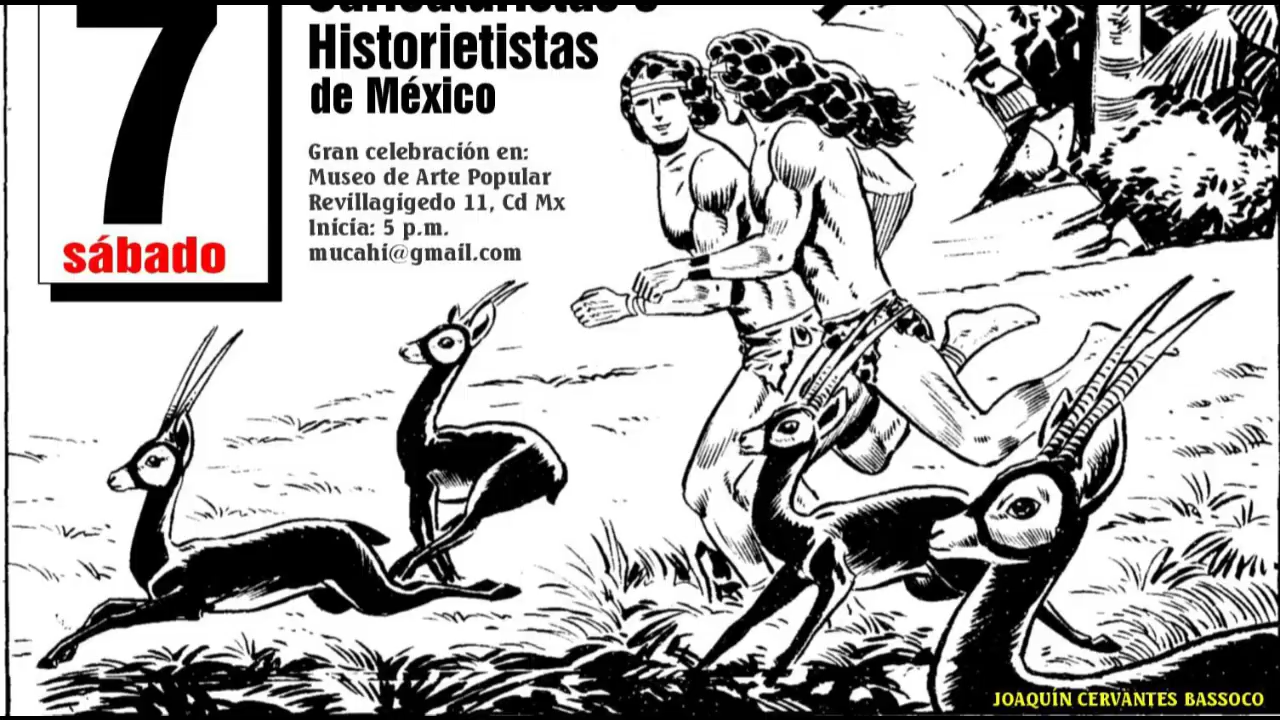 7
sábado
Historietistas
de México
Gran celebración en:
Museo de Arte Popular
Revillagigedo 11, Cd Mx
Inicia: 5 p.m.
mucahi@gmail.com
JOAQUÍN CERVANTES BASSOCO